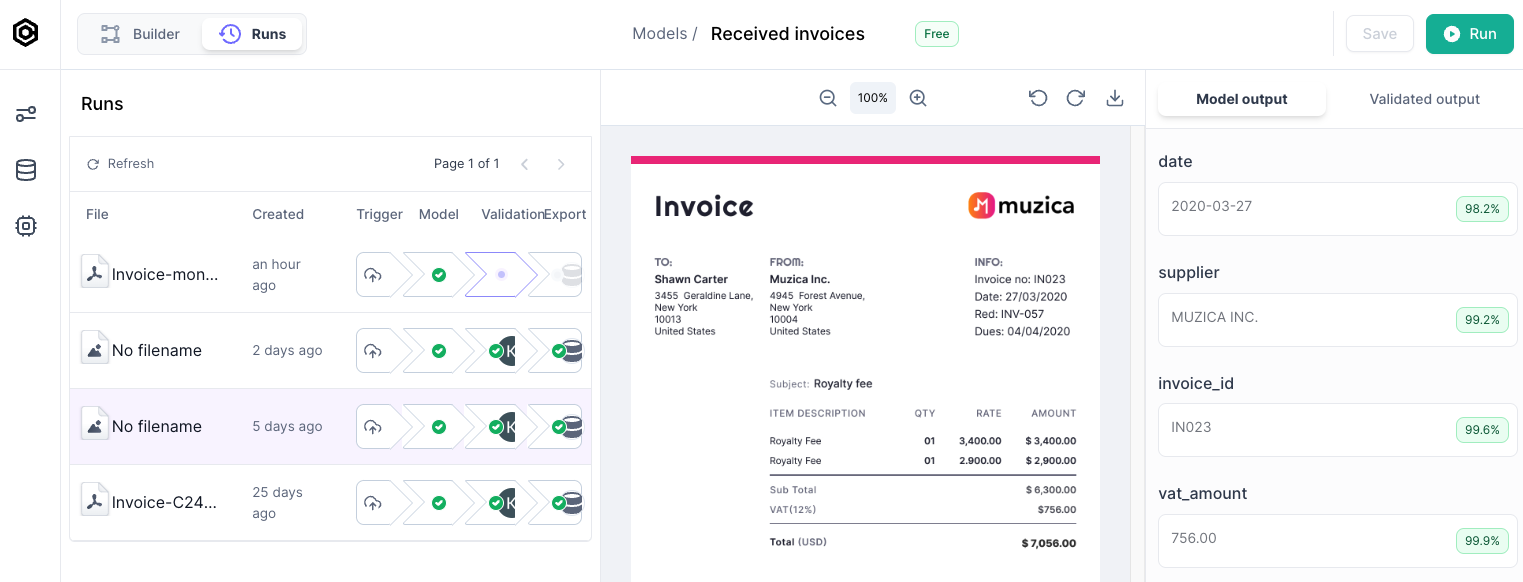 Builder
Runs
Models / Received invoices
Free
Save
Run
Runs
Refresh
Page 1 of 1
File Created Trigger Model Validation Export
Invoice-mon... an hour ago
No filename 2 days ago
K
No filename 5 days ago
K
Invoice-C24... 25 days ago
K
100%
Invoice
muzica
TO:
Shawn Carter
3455 Geraldine Lane,
New York
10013
United States
FROM:
Muzica Inc.
4945 Forest Avenue,
New York
10004
United States
INFO:
Invoice no: IN023
Date: 27/03/2020
Red: INV-057
Dues: 04/04/2020
Subject: Royalty fee
ITEM DESCRIPTION QTY RATE AMOUNT
Royalty Fee 01 3,400.00 $ 3,400.00
Royalty Fee 01 2.900.00 $ 2,900.00
Sub Total $ 6,300.00
VAT(12%) $756.00
Total (USD) $ 7,056.00
Model output
Validated output
date
2020-03-27 98.2%
supplier
MUZICA INC. 99.2%
invoice_id
IN023 99.6%
vat_amount
756.00 99.9%